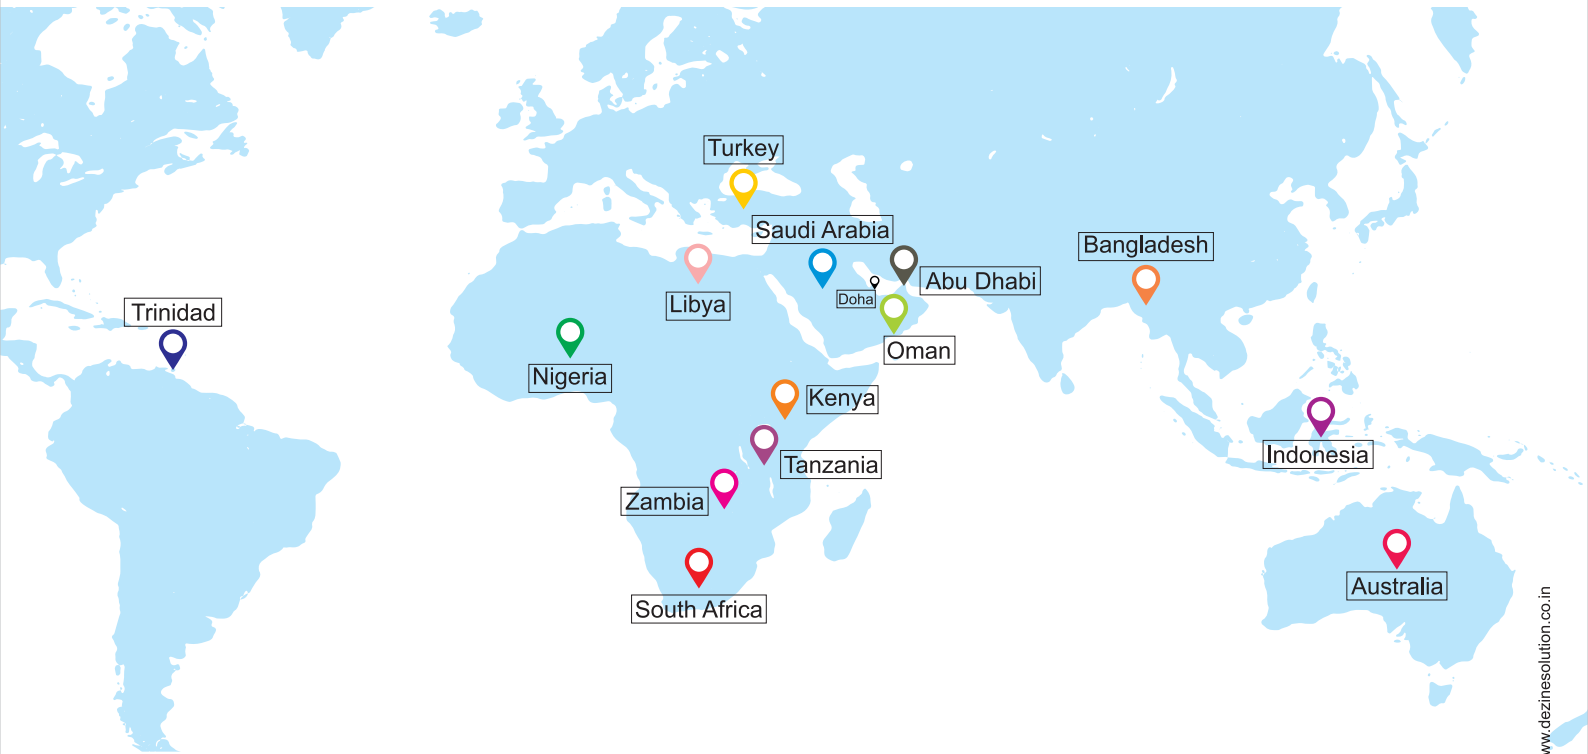 Turkey
Saudi Arabia
Bangladesh
Libya
Abu Dhabi
Doha
Trinidad
Oman
Nigeria
Kenya
Tanzania
Indonesia
Zambia
Australia
South Africa
ww.dezinesolution.co.in